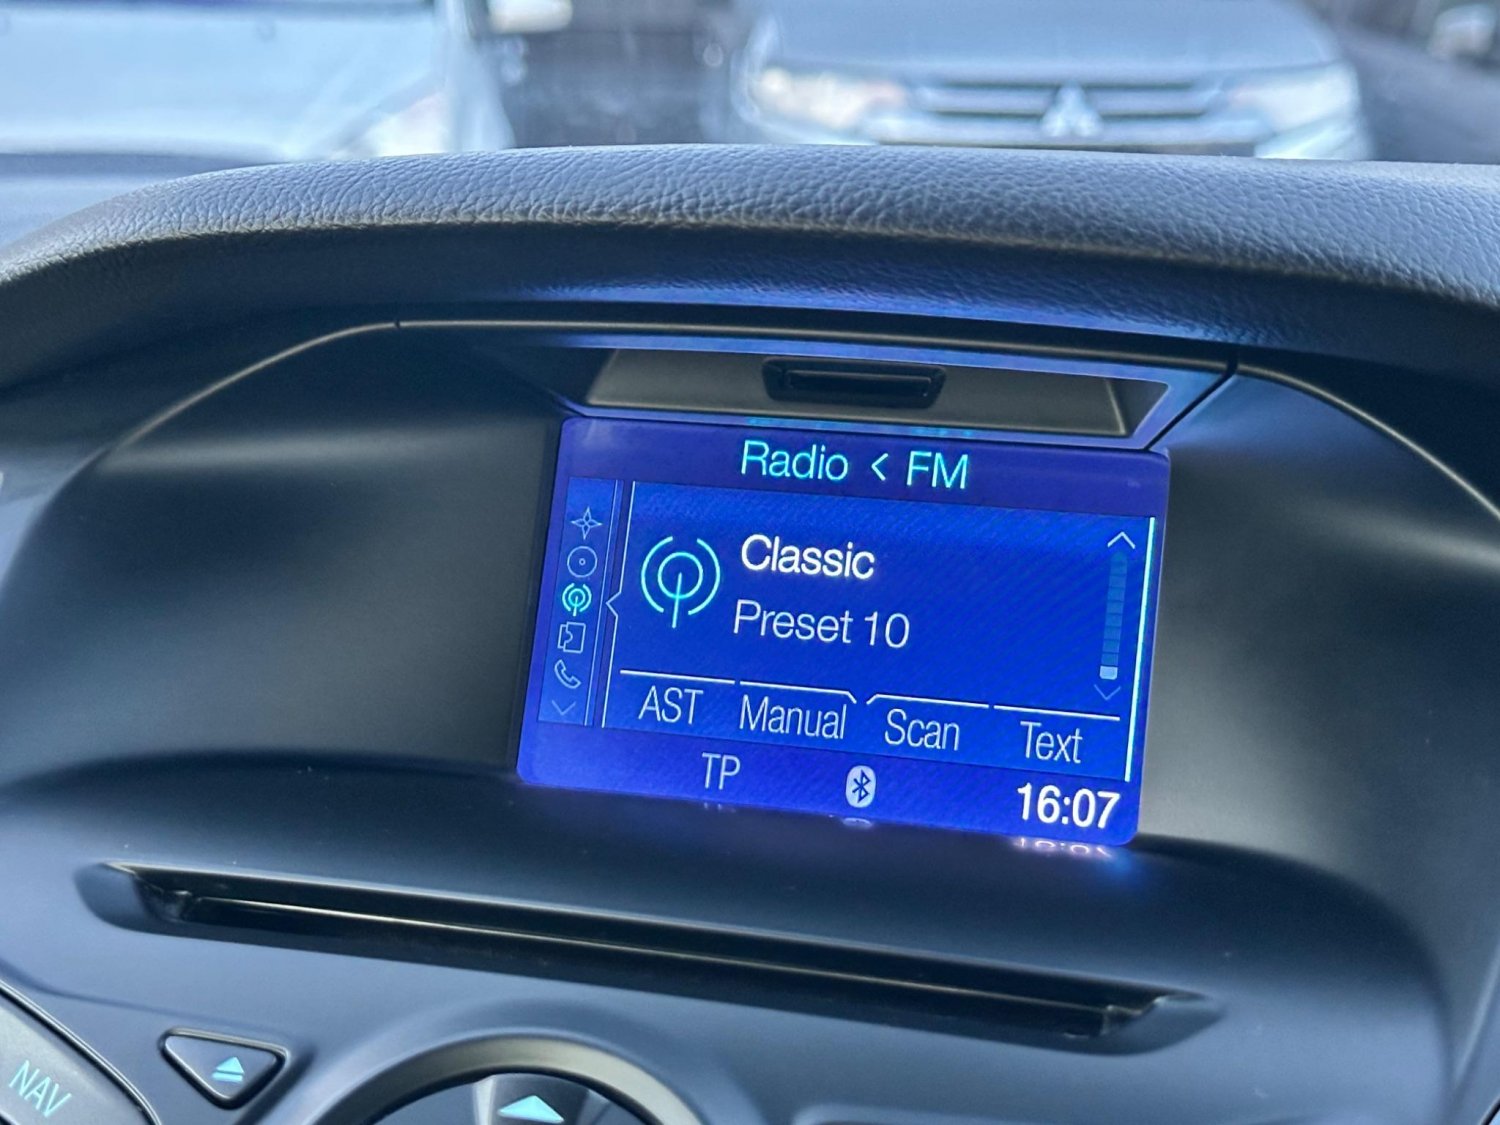 Radio < FM
Classic
Preset 10
AST Manual Scan Text
TP 16:07
NAV